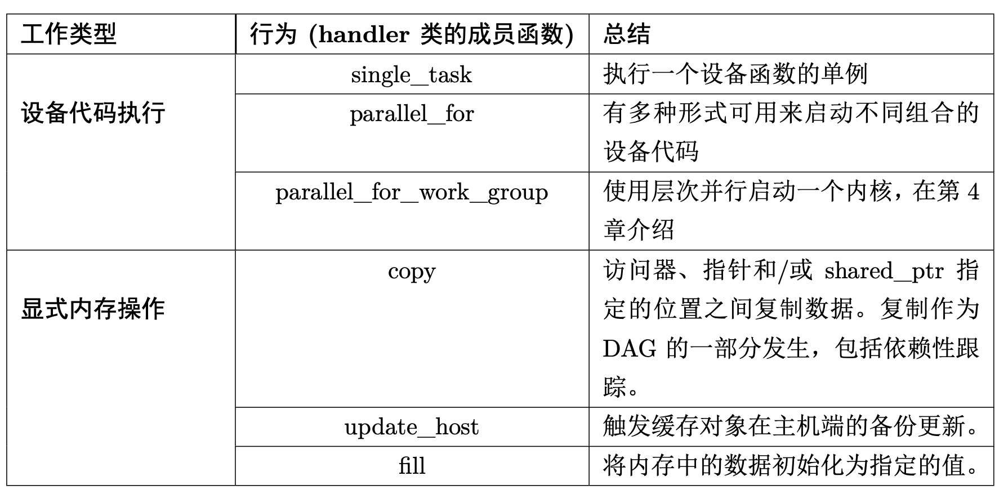 工作类型
行为 (handler 类的成员函数)
总结
设备代码执行
single_task
执行一个设备函数的单例
parallel_for
有多种形式可用来启动不同组合的
设备代码
parallel_for_work_group
使用层次并行启动一个内核，在第 4
章介绍
显式内存操作
copy
访问器、指针和/或 shared_ptr 指
定的位置之间复制数据。复制作为
DAG 的一部分发生，包括依赖性跟
踪。
update_host
触发缓存对象在主机端的备份更新。
fill
将内存中的数据初始化为指定的值。